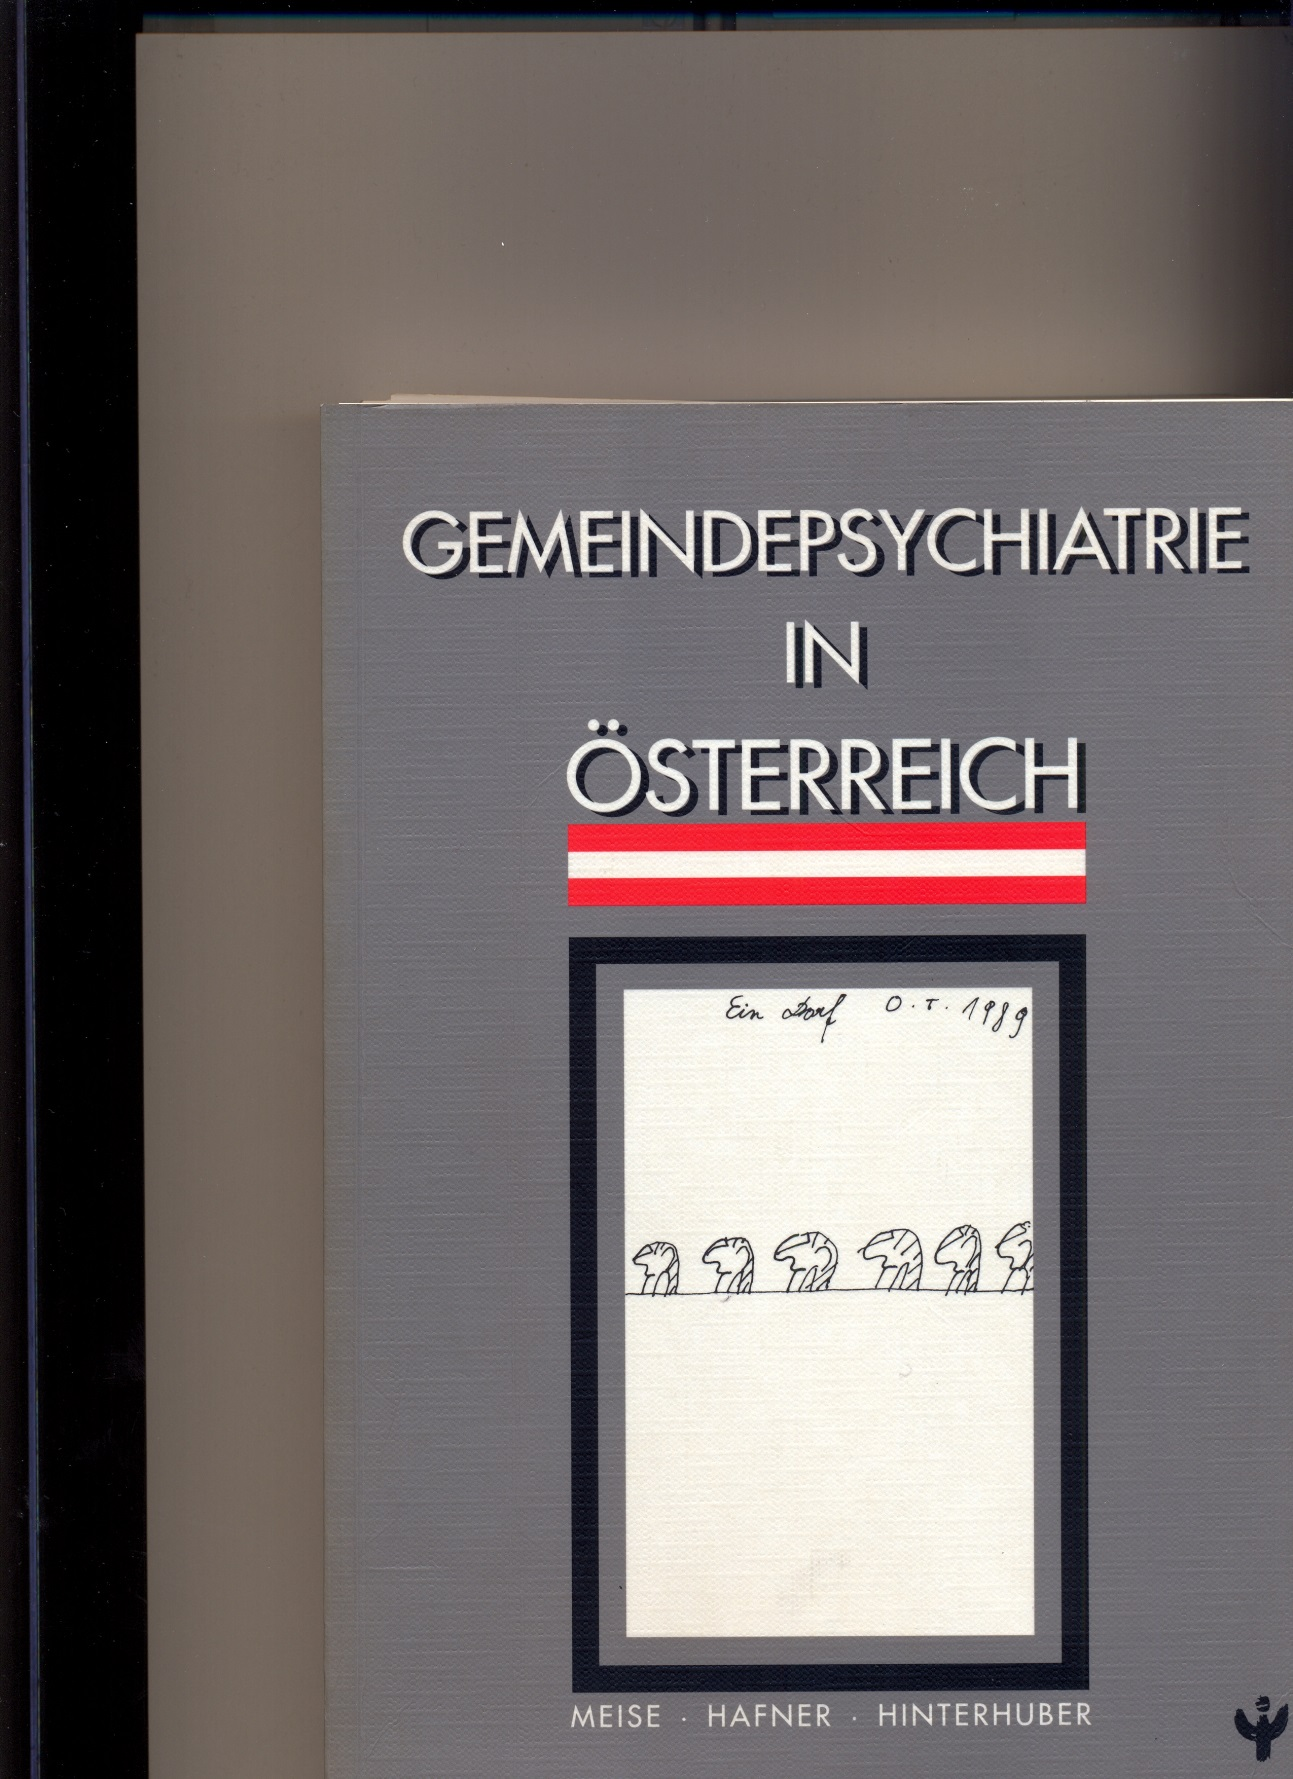 GEMEINDEPSYCHIATRIE
IN
ÖSTERREICH
Ein Dorf O. T. 1989
MEISE · HAFNER · HINTERHUBER